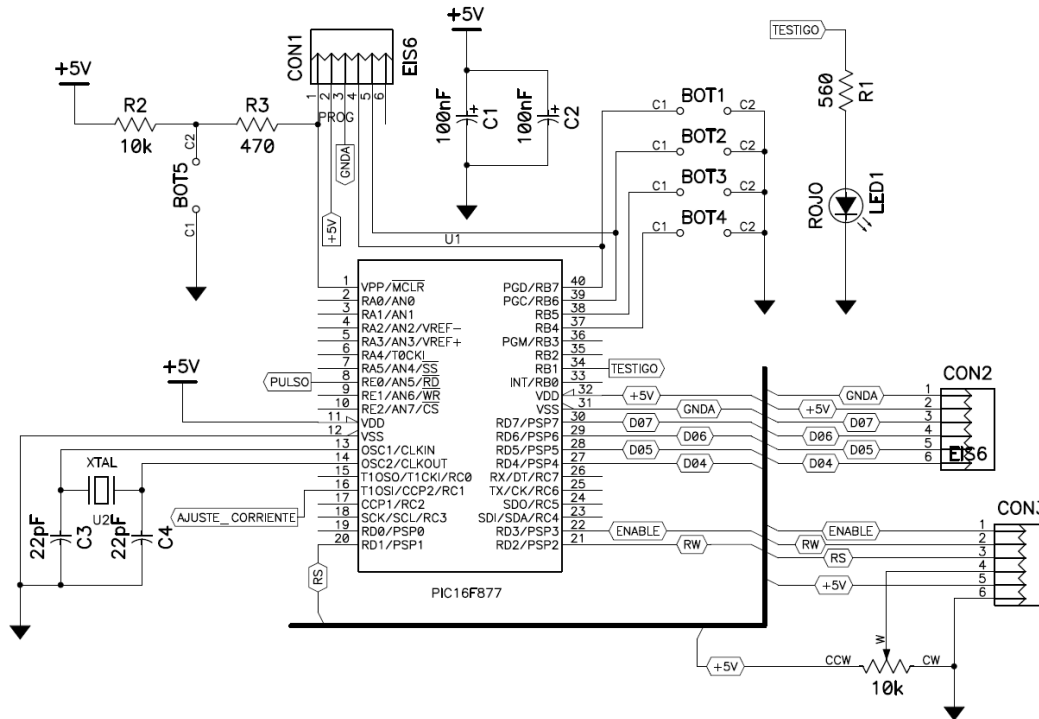 +5V
R2
10k
R3
470
C2
BOT5
C1
CON1
EIS6
1
2
3
4
5
6
PROG
GNDA
+5V
+5V
100nF
C1
100nF
C2
C1 BOT1 C2
C1 BOT2 C2
C1 BOT3 C2
C1 BOT4 C2
TESTIGO
560
R1
ROJO
LED1
U1
1 VPP/MCLR
2 RA0/AN0
3 RA1/AN1
4 RA2/AN2/VREF-
5 RA3/AN3/VREF+
6 RA4/T0CKI
7 RA5/AN4/SS
8 RE0/AN5/RD
9 RE1/AN6/WR
10 RE2/AN7/CS
11 VDD
12 VSS
13 OSC1/CLKIN
14 OSC2/CLKOUT
15 T1OSO/T1CKI/RC0
16 T1OSI/CCP2/RC1
17 CCP1/RC2
18 SCK/SCL/RC3
19 RD0/PSP0
20 RD1/PSP1
PGD/RB7 40
PGC/RB6 39
RB5 38
RB4 37
PGM/RB3 36
RB2 35
RB1 34
INT/RB0 33
VDD 32
VSS 31
RD7/PSP7 30
RD6/PSP6 29
RD5/PSP5 28
RD4/PSP4 27
RX/DT/RC7 26
TX/CK/RC6 25
SDO/RC5 24
SDI/SDA/RC4 23
RD3/PSP3 22
RD2/PSP2 21
PIC16F877
PULSO
+5V
XTAL
U2
22pF
C3
22pF
C4
AJUSTE_CORRIENTE
RS
TESTIGO
+5V
GNDA
D07
D06
D05
D04
ENABLE
RW
CON2
GNDA 1
+5V 2
D07 3
D06 4
D05 5
D04 6
EIS6
CON3
ENABLE 1
RW 2
RS 3
4
+5V 5
6
W
+5V
CCW
CW
10k